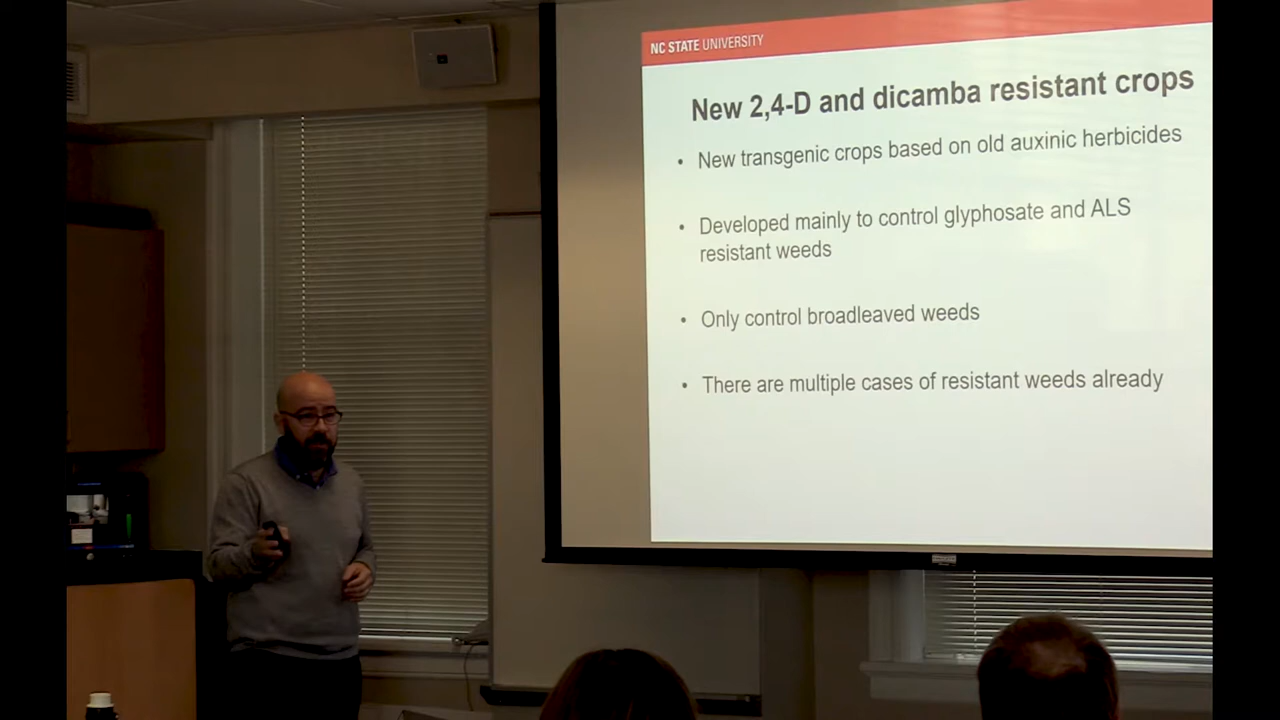 NC STATE UNIVERSITY
New 2,4-D and dicamba resistant crops
• New transgenic crops based on old auxinic herbicides
• Developed mainly to control glyphosate and ALS
resistant weeds
• Only control broadleaved weeds
• There are multiple cases of resistant weeds already